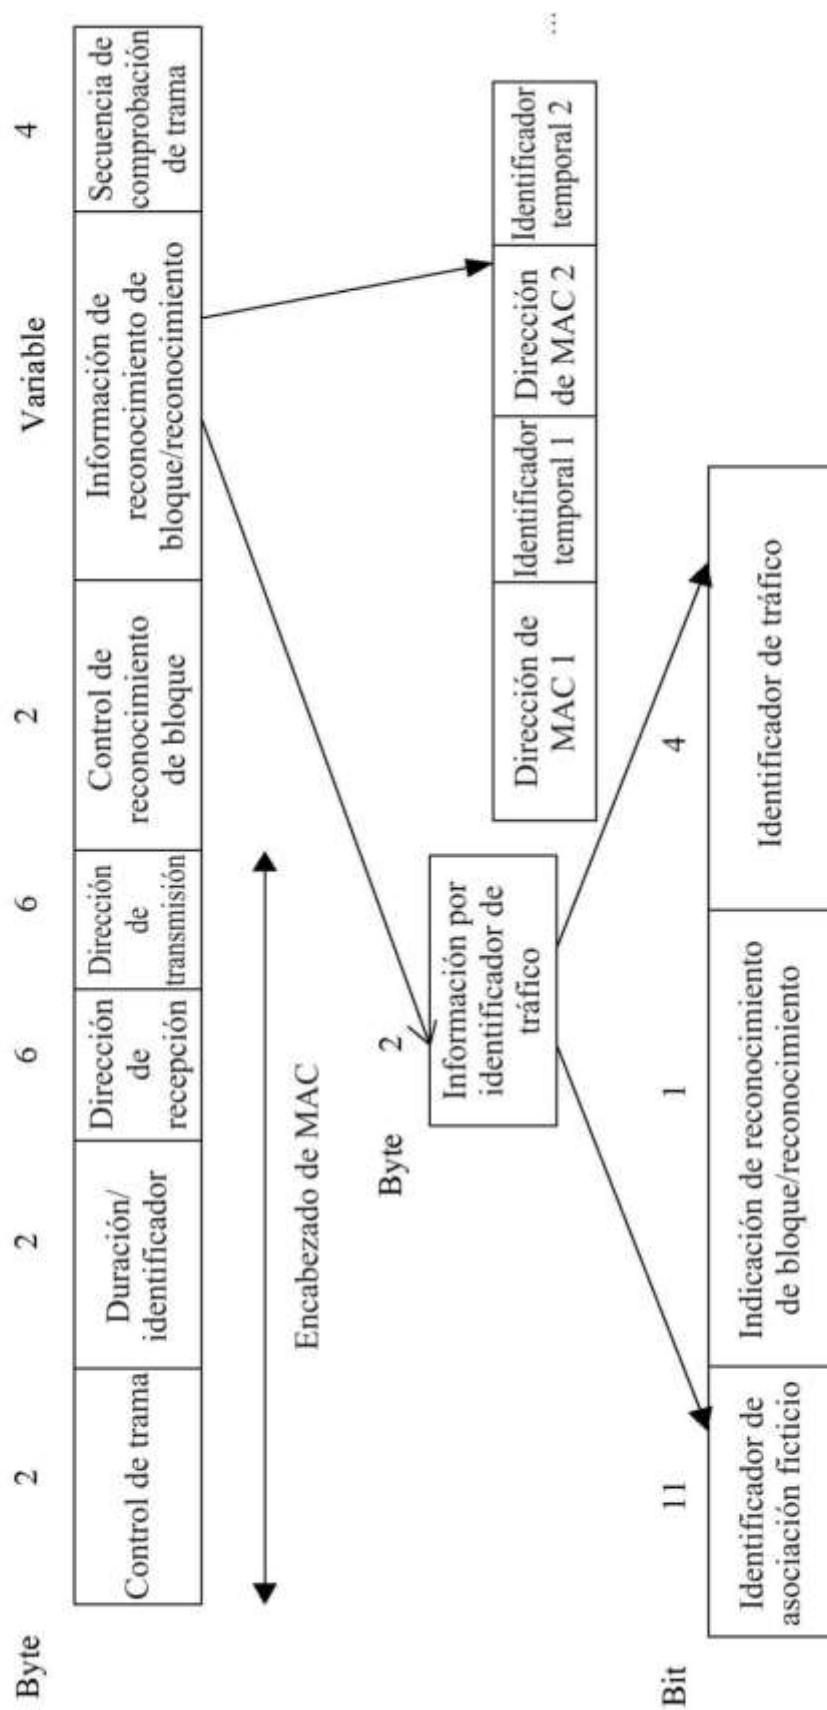 Byte
2
2
6
6
2
Variable
4
Control de trama
Duración/
identificador
Dirección
de
recepción
Dirección
de
transmisión
Control de
reconocimiento
de bloque
Información de
reconocimiento de
bloque/reconocimiento
Secuencia de
comprobación
de trama
Encabezado de MAC
Byte
2
Información por
identificador de
tráfico
Dirección de
MAC 1
Identificador
temporal 1
Dirección
de MAC 2
Identificador
temporal 2
...
Bit
11
1
4
Identificador de
asociación ficticio
Indicación de reconocimiento
de bloque/reconocimiento
Identificador de tráfico